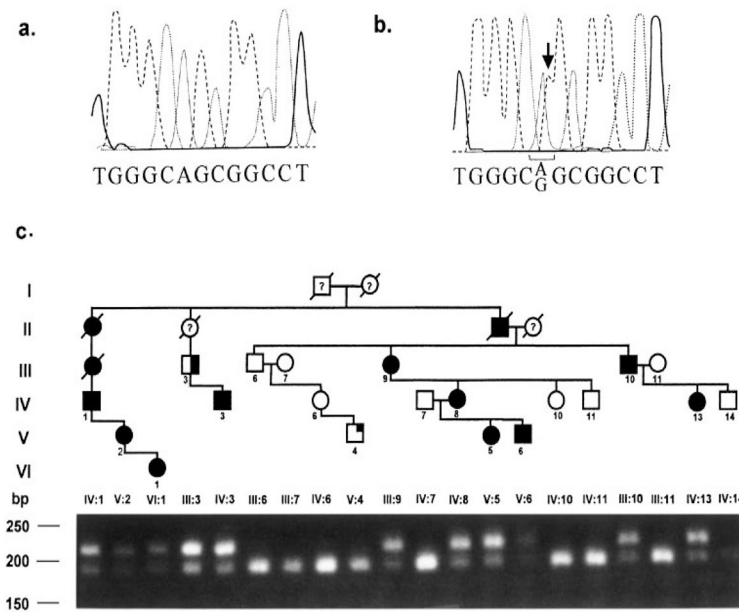 a.
b.
TGGGCAGCGGCCT
TGGGC A/G GCGGCCT
c.
I
? ?
II
? ?
III
3 6 7 9 10 11
IV
1 3 6 7 8 10 11 13 14
V
2 4 5 6
VI
1
bp IV:1 V:2 VI:1 III:3 IV:3 III:6 III:7 IV:6 V:4 III:9 IV:7 IV:8 V:5 V:6 IV:10 IV:11 III:10 III:11 IV:13
250
200
150